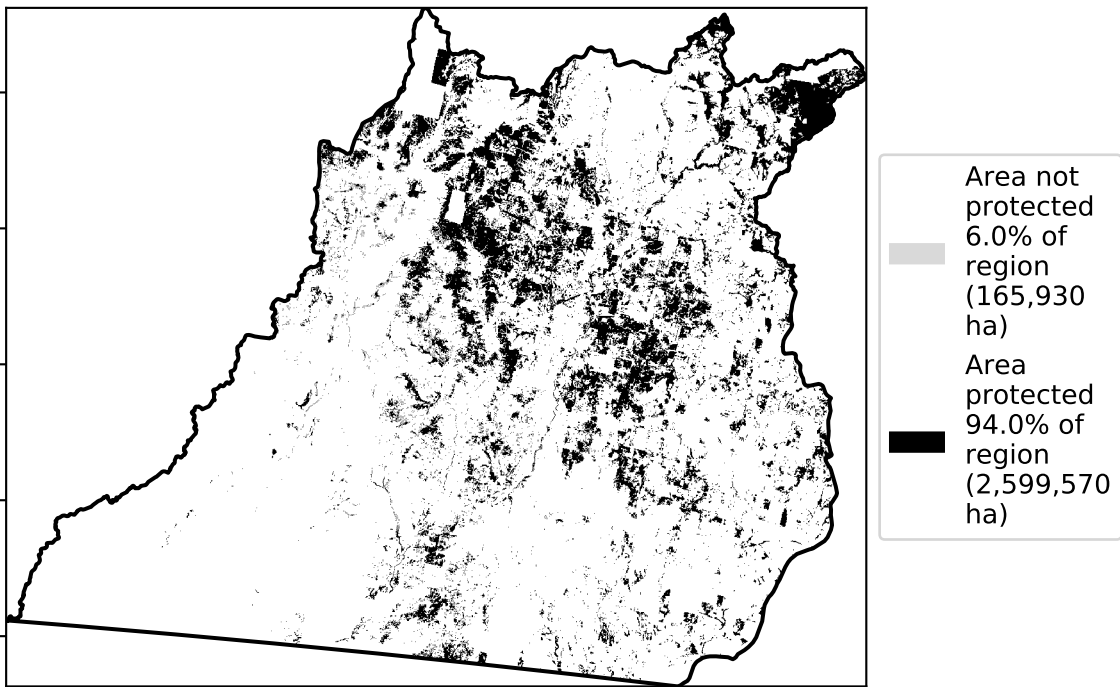 Area not
protected
6.0% of
region
(165,930
ha)
Area
protected
94.0% of
region
(2,599,570
ha)